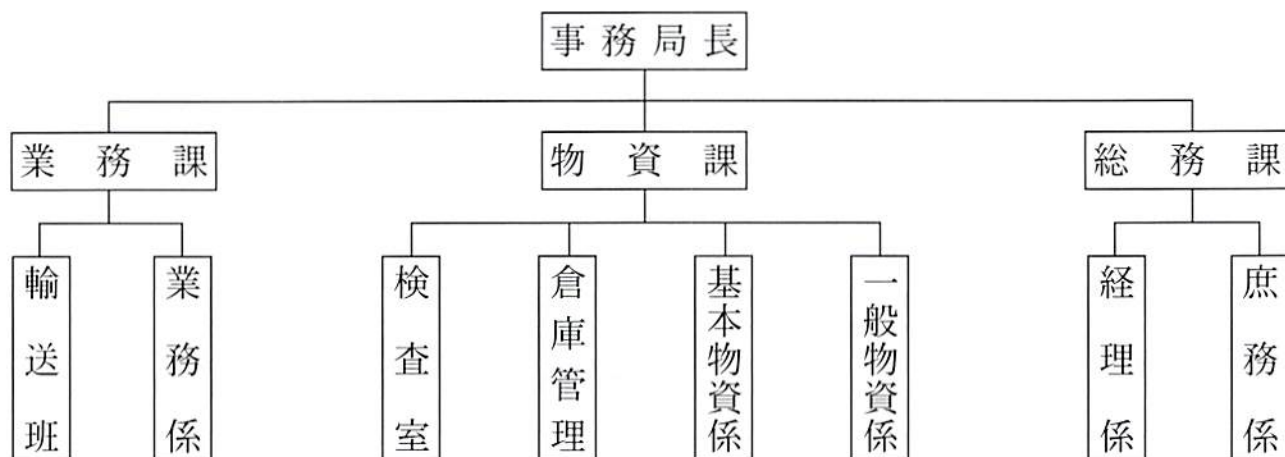 事務局長
業務課
物資課
総務課
輸送班
業務係
検査室
倉庫管理
基本物資係
一般物資係
経理係
庶務係